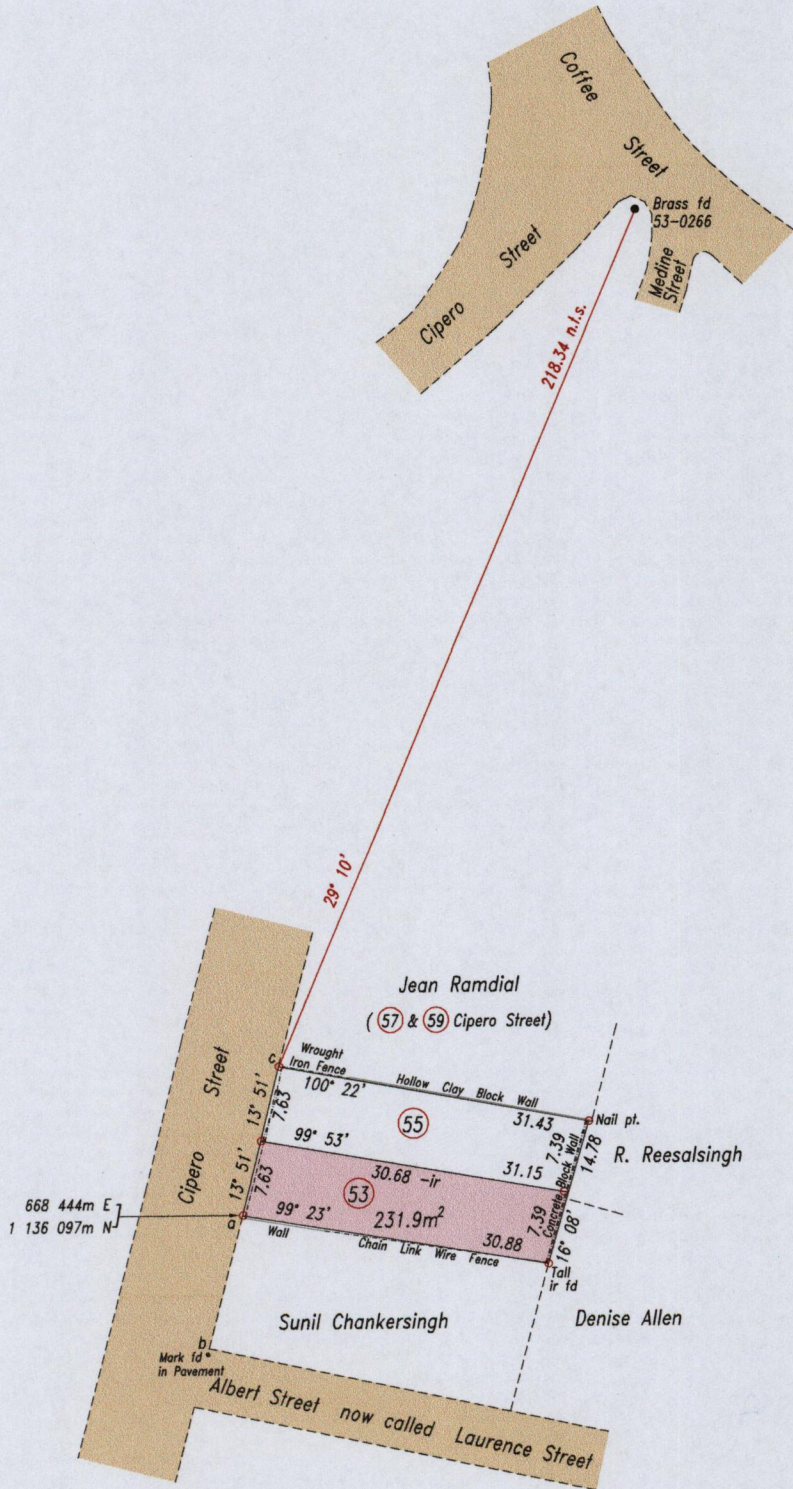 Coffee
Street
Brass fd
53-0266
Medine
Street
Cipero
Street
218.34 n.t.s.
29° 10'
Jean Ramdial
( 57 & 59 Cipero Street)
Street
Cipero
c
Wrought
Iron Fence
Hollow Clay Block Wall
100° 22'
31.43
Nail pt.
13° 51'
7.63
55
7.39
14.78
R. Reesalsingh
99° 53'
31.15
30.68 -ir
13° 51'
7.63
53
231.9m²
Concrete Block Wall
7.39
16° 08'
668 444m E
1 136 097m N
a
99° 23'
30.88
Wall
Chain Link Wire Fence
Tall
ir fd
Sunil Chankersingh
Denise Allen
b
Mark fd
in Pavement
Albert Street now called Laurence Street